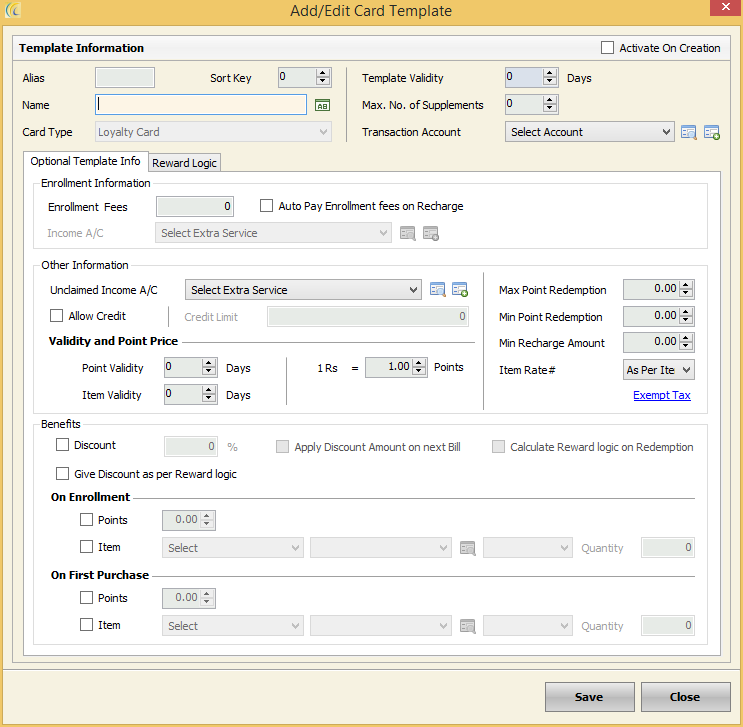 Add/Edit Card Template
Template Information
Activate On Creation
Alias
Sort Key
0
Template Validity
0
Days
Name
AB
Max. No. of Supplements
0
Card Type
Loyalty Card
Transaction Account
Select Account
Optional Template Info
Reward Logic
Enrollment Information
Enrollment Fees
0
Auto Pay Enrollment fees on Recharge
Income A/C
Select Extra Service
Other Information
Unclaimed Income A/C
Select Extra Service
Allow Credit
Credit Limit
0
Validity and Point Price
Point Validity
0
Days
1 Rs
=
1.00
Points
Item Validity
0
Days
Max Point Redemption
0.00
Min Point Redemption
0.00
Min Recharge Amount
0.00
Item Rate#
As Per Ite
Exempt Tax
Benefits
Discount
0
%
Apply Discount Amount on next Bill
Calculate Reward logic on Redemption
Give Discount as per Reward logic
On Enrollment
Points
0.00
Item
Select
Quantity
0
On First Purchase
Points
0.00
Item
Select
Quantity
0
Save
Close